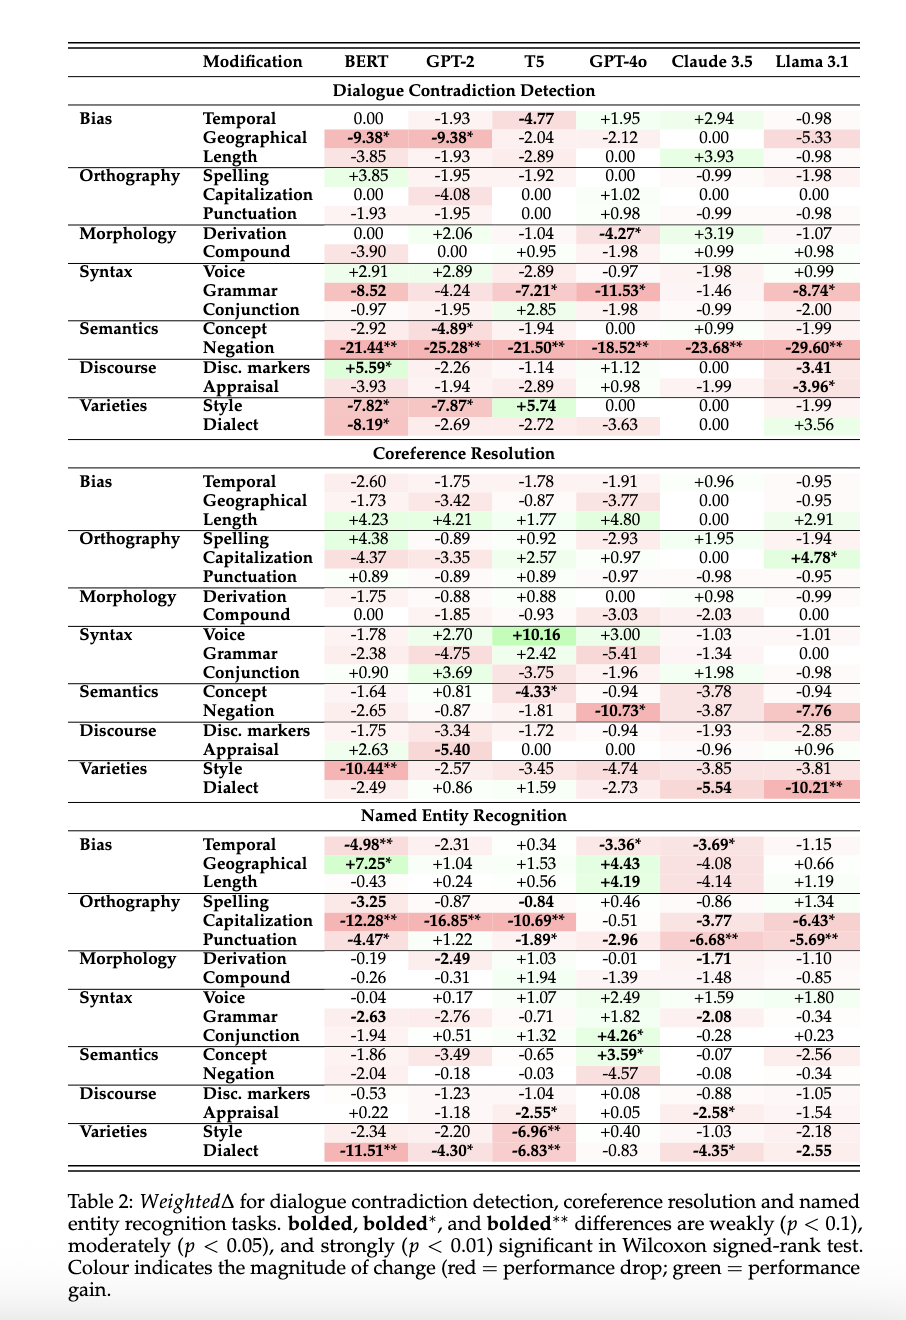 Modification BERT GPT-2 T5 GPT-4o Claude 3.5 Llama 3.1
Dialogue Contradiction Detection
Bias Temporal 0.00 -1.93 -4.77 +1.95 +2.94 -0.98
Geographical -9.38* -9.38* -2.04 -2.12 0.00 -5.33
Length -3.85 -1.93 -2.89 0.00 +3.93 -0.98
Orthography Spelling +3.85 -1.95 -1.92 0.00 -0.99 -1.98
Capitalization 0.00 -4.08 0.00 +1.02 0.00 0.00
Punctuation -1.93 -1.95 0.00 +0.98 -0.99 -0.98
Morphology Derivation 0.00 +2.06 -1.04 -4.27* +3.19 -1.07
Compound -3.90 0.00 +0.95 -1.98 +0.99 +0.98
Syntax Voice +2.91 +2.89 -2.89 -0.97 -1.98 +0.99
Grammar -8.52 -4.24 -7.21* -11.53* -1.46 -8.74*
Conjunction -0.97 -1.95 +2.85 -1.98 -0.99 -2.00
Semantics Concept -2.92 -4.89* -1.94 0.00 +0.99 -1.99
Negation -21.44** -25.28** -21.50** -18.52** -23.68** -29.60**
Discourse Disc. markers +5.59* -2.26 -1.14 +1.12 0.00 -3.41
Appraisal -3.93 -1.94 -2.89 +0.98 -1.99 -3.96*
Varieties Style -7.82* -7.87* +5.74 0.00 0.00 -1.99
Dialect -8.19* -2.69 -2.72 -3.63 0.00 +3.56
Coreference Resolution
Bias Temporal -2.60 -1.75 -1.78 -1.91 +0.96 -0.95
Geographical -1.73 -3.42 -0.87 -3.77 0.00 -0.95
Length +4.23 +4.21 +1.77 +4.80 0.00 +2.91
Orthography Spelling +4.38 -0.89 +0.92 -2.93 +1.95 -1.94
Capitalization -4.37 -3.35 +2.57 +0.97 0.00 +4.78*
Punctuation +0.89 -0.89 +0.89 -0.97 -0.98 -0.95
Morphology Derivation -1.75 -0.88 +0.88 0.00 +0.98 -0.99
Compound 0.00 -1.85 -0.93 -3.03 -2.03 0.00
Syntax Voice -1.78 +2.70 +10.16 +3.00 -1.03 -1.01
Grammar -2.38 -4.75 +2.42 -5.41 -1.34 0.00
Conjunction +0.90 +3.69 -3.75 -1.96 +1.98 -0.98
Semantics Concept -1.64 +0.81 -4.33* -0.94 -3.78 -0.94
Negation -2.65 -0.87 -1.81 -10.73* -3.87 -7.76
Discourse Disc. markers -1.75 -3.34 -1.72 -0.94 -1.93 -2.85
Appraisal +2.63 -5.40 0.00 0.00 -0.96 +0.96
Varieties Style -10.44** -2.57 -3.45 -4.74 -3.85 -3.81
Dialect -2.49 +0.86 +1.59 -2.73 -5.54 -10.21**
Named Entity Recognition
Bias Temporal -4.98** -2.31 +0.34 -3.36* -3.69* -1.15
Geographical +7.25* +1.04 +1.53 +4.43 -4.08 +0.66
Length -0.43 +0.24 +0.56 +4.19 -4.14 +1.19
Orthography Spelling -3.25 -0.87 -0.84 +0.46 -0.86 +1.34
Capitalization -12.28** -16.85** -10.69** -0.51 -3.77 -6.43*
Punctuation -4.47* +1.22 -1.89* -2.96 -6.68** -5.69**
Morphology Derivation -0.19 -2.49 +1.03 -0.01 -1.71 -1.10
Compound -0.26 -0.31 +1.94 -1.39 -1.48 -0.85
Syntax Voice -0.04 +0.17 +1.07 +2.49 +1.59 +1.80
Grammar -2.63 -2.76 -0.71 +1.82 -2.08 -0.34
Conjunction -1.94 +0.51 +1.32 +4.26* -0.28 +0.23
Semantics Concept -1.86 -3.49 -0.65 +3.59* -0.07 -2.56
Negation -2.04 -0.18 -0.03 -4.57 -0.08 -0.34
Discourse Disc. markers -0.53 -1.23 -1.04 +0.08 -0.88 -1.05
Appraisal +0.22 -1.18 -2.55* +0.05 -2.58* -1.54
Varieties Style -2.34 -2.20 -6.96** +0.40 -1.03 -2.18
Dialect -11.51** -4.30* -6.83** -0.83 -4.35* -2.55
Table 2: WeightedΔ for dialogue contradiction detection, coreference resolution and named
entity recognition tasks. bolded, bolded*, and bolded** differences are weakly (p < 0.1),
moderately (p < 0.05), and strongly (p < 0.01) significant in Wilcoxon signed-rank test.
Colour indicates the magnitude of change (red = performance drop; green = performance
gain.